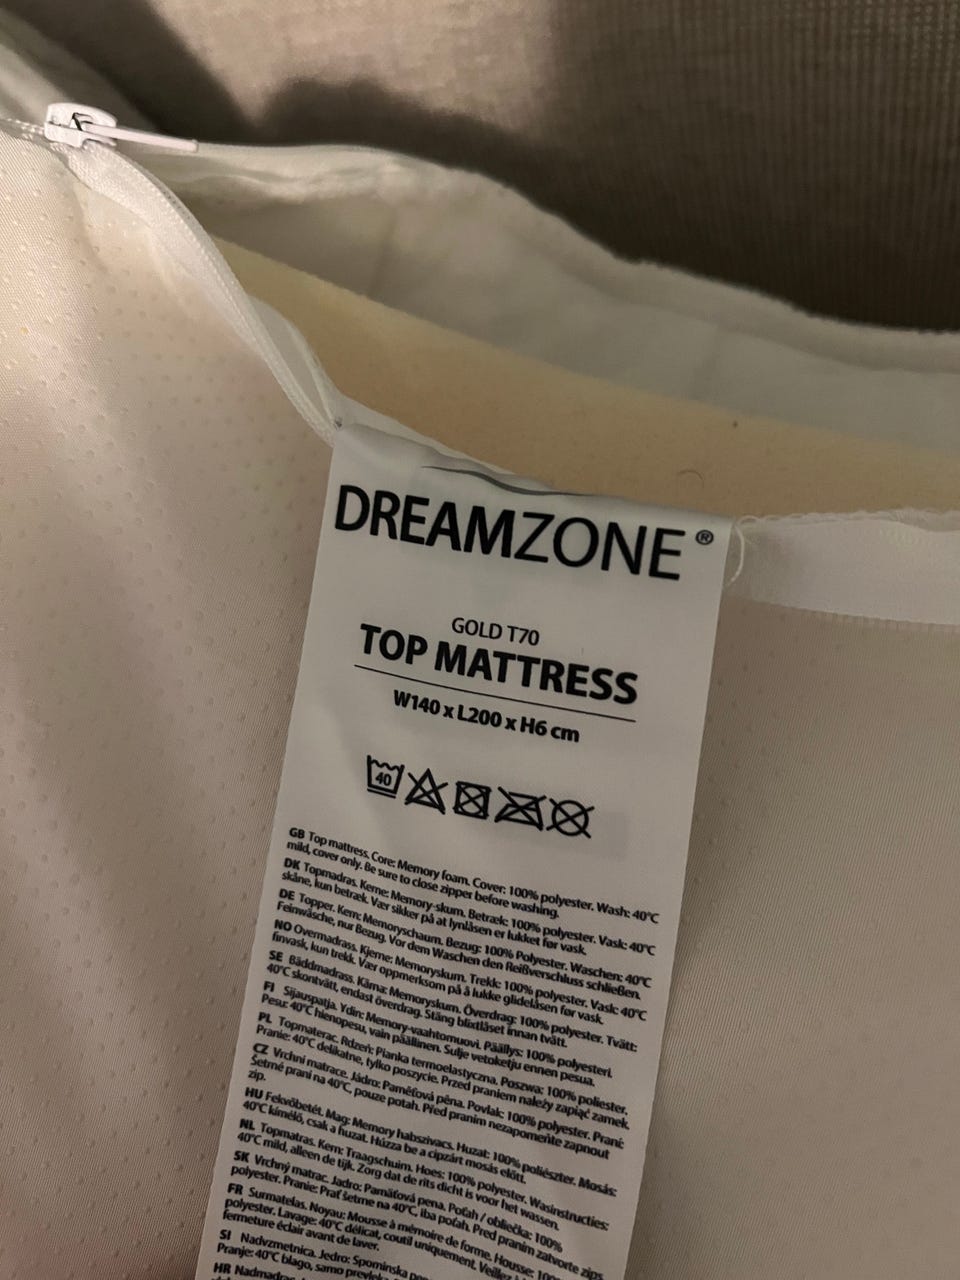 DREAMZONE®
GOLD T70
TOP MATTRESS
W140 x L200 x H6 cm
40
GB Top mattress. Core: Memory foam. Cover: 100% polyester. Wash: 40°C
mild, cover only. Be sure to close zipper before washing.
DK Topmadras. Kerne: Memory-skum. Betræk: 100% polyester. Vask: 40°C
skåne, kun betræk. Vær sikker på at lynlåsen er lukket før vask.
DE Topper. Kern: Memoryschaum. Bezug: 100% Polyester. Waschen: 40°C
Feinwäsche, nur Bezug. Vor dem Waschen den Reißverschluss schließen.
NO Overmadrass. Kjerne: Memoryskum. Trekk: 100% polyester. Vask: 40°C
finvask, kun trekk. Vær oppmerksom på å lukke glidelåsen før vask.
SE Bäddmadrass. Kärna: Memoryskum. Överdrag: 100% polyester. Tvätt:
40°C skontvätt, endast överdrag. Stäng blixtlåset innan tvätt.
FI Sijauspatja. Ydin: Memory-vaahtomuovi. Päällys: 100% polyesteri.
Pesu: 40°C hienopesu, vain päällinen. Sulje vetoketju ennen pesua.
PL Topmaterac. Rdzeń: Pianka termoelastyczna. Poszwa: 100% poliester.
Pranie: 40°C delikatne, tylko poszycie. Przed praniem należy zapiąć zamek.
CZ Vrchní matrace. Jádro: Paměťová pěna. Povlak: 100% polyester. Praní:
Šetrné praní na 40°C, pouze potah. Před praním nezapomeňte zapnout
zip.
HU Fekvőbetét. Mag: Memory habszivacs. Huzat: 100% poliészter. Mosás:
40°C kímélő, csak a huzat. Húzza be a cipzárt mosás előtt.
NL Topmatras. Kern: Traagschuim. Hoes: 100% polyester. Wasinstructies:
40°C mild, alleen de tijk. Zorg dat de rits dicht is voor het wassen.
SK Vrchný matrac. Jadro: Pamäťová pena. Poťah / obliečka: 100%
polyester. Pranie: Prať šetrne na 40°C, iba poťah. Pred praním zatvorte zips.
FR Surmatelas. Noyau: Mousse à mémoire de forme. Housse: 100%
polyester. Lavage: 40°C délicat, coutil uniquement. Veillez
fermeture éclair avant de laver.
SI Nadvzmetnica. Jedro: Spominska
Pranje: 40°C blago, samo
HR Nadmadrac.